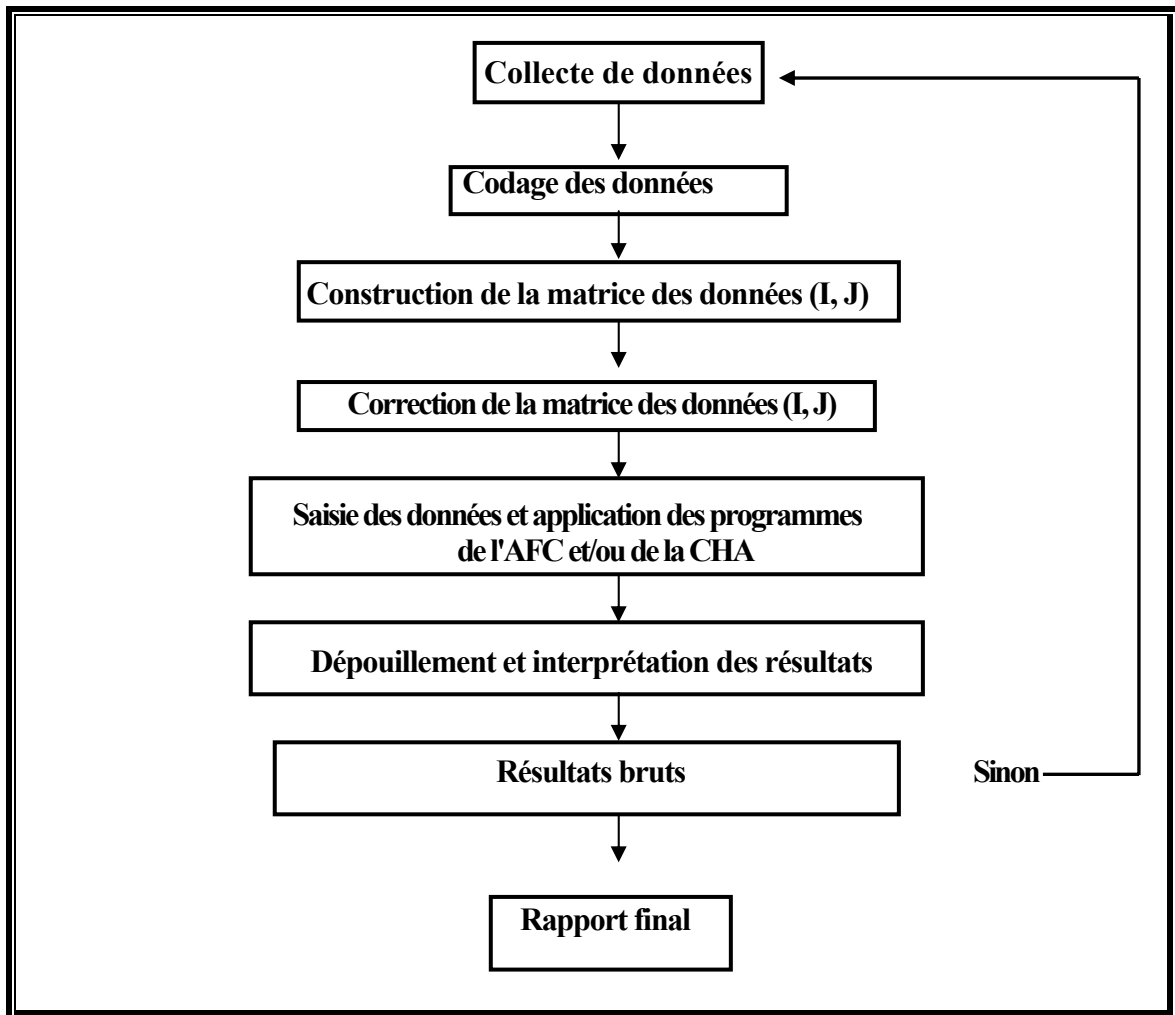 Collecte de données
Codage des données
Construction de la matrice des données (I, J)
Correction de la matrice des données (I, J)
Saisie des données et application des programmes
de l'AFC et/ou de la CHA
Dépouillement et interprétation des résultats
Résultats bruts
Sinon
Rapport final